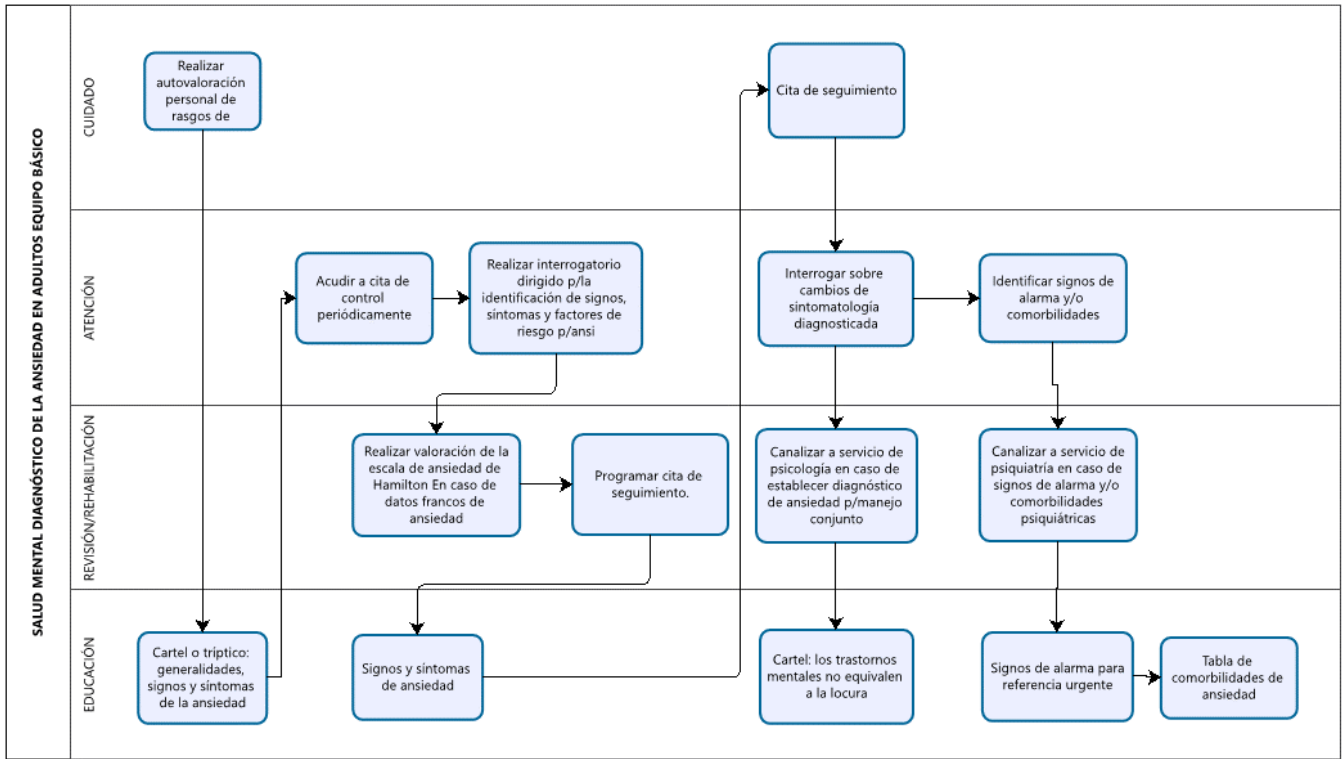 SALUD MENTAL DIAGNÓSTICO DE LA ANSIEDAD EN ADULTOS EQUIPO BÁSICO
CUIDADO
Realizar
autovaloración
personal de
rasgos de
Cita de seguimiento
ATENCIÓN
Acudir a cita de
control
periódicamente
Realizar interrogatorio
dirigido p/la
identificación de signos,
síntomas y factores de
riesgo p/ansi
Interrogar sobre
cambios de
sintomatología
diagnosticada
Identificar signos de
alarma y/o
comorbilidades
REVISIÓN/REHABILITACIÓN
Realizar valoración de la
escala de ansiedad de
Hamilton En caso de
datos francos de
ansiedad
Programar cita de
seguimiento.
Canalizar a servicio de
psicología en caso de
establecer diagnóstico
de ansiedad p/manejo
conjunto
Canalizar a servicio de
psiquiatría en caso de
signos de alarma y/o
comorbilidades
psiquiátricas
EDUCACIÓN
Cartel o tríptico:
generalidades,
signos y síntomas
de la ansiedad
Signos y síntomas
de ansiedad
Cartel: los trastornos
mentales no equivalen
a la locura
Signos de alarma para
referencia urgente
Tabla de
comorbilidades de
ansiedad